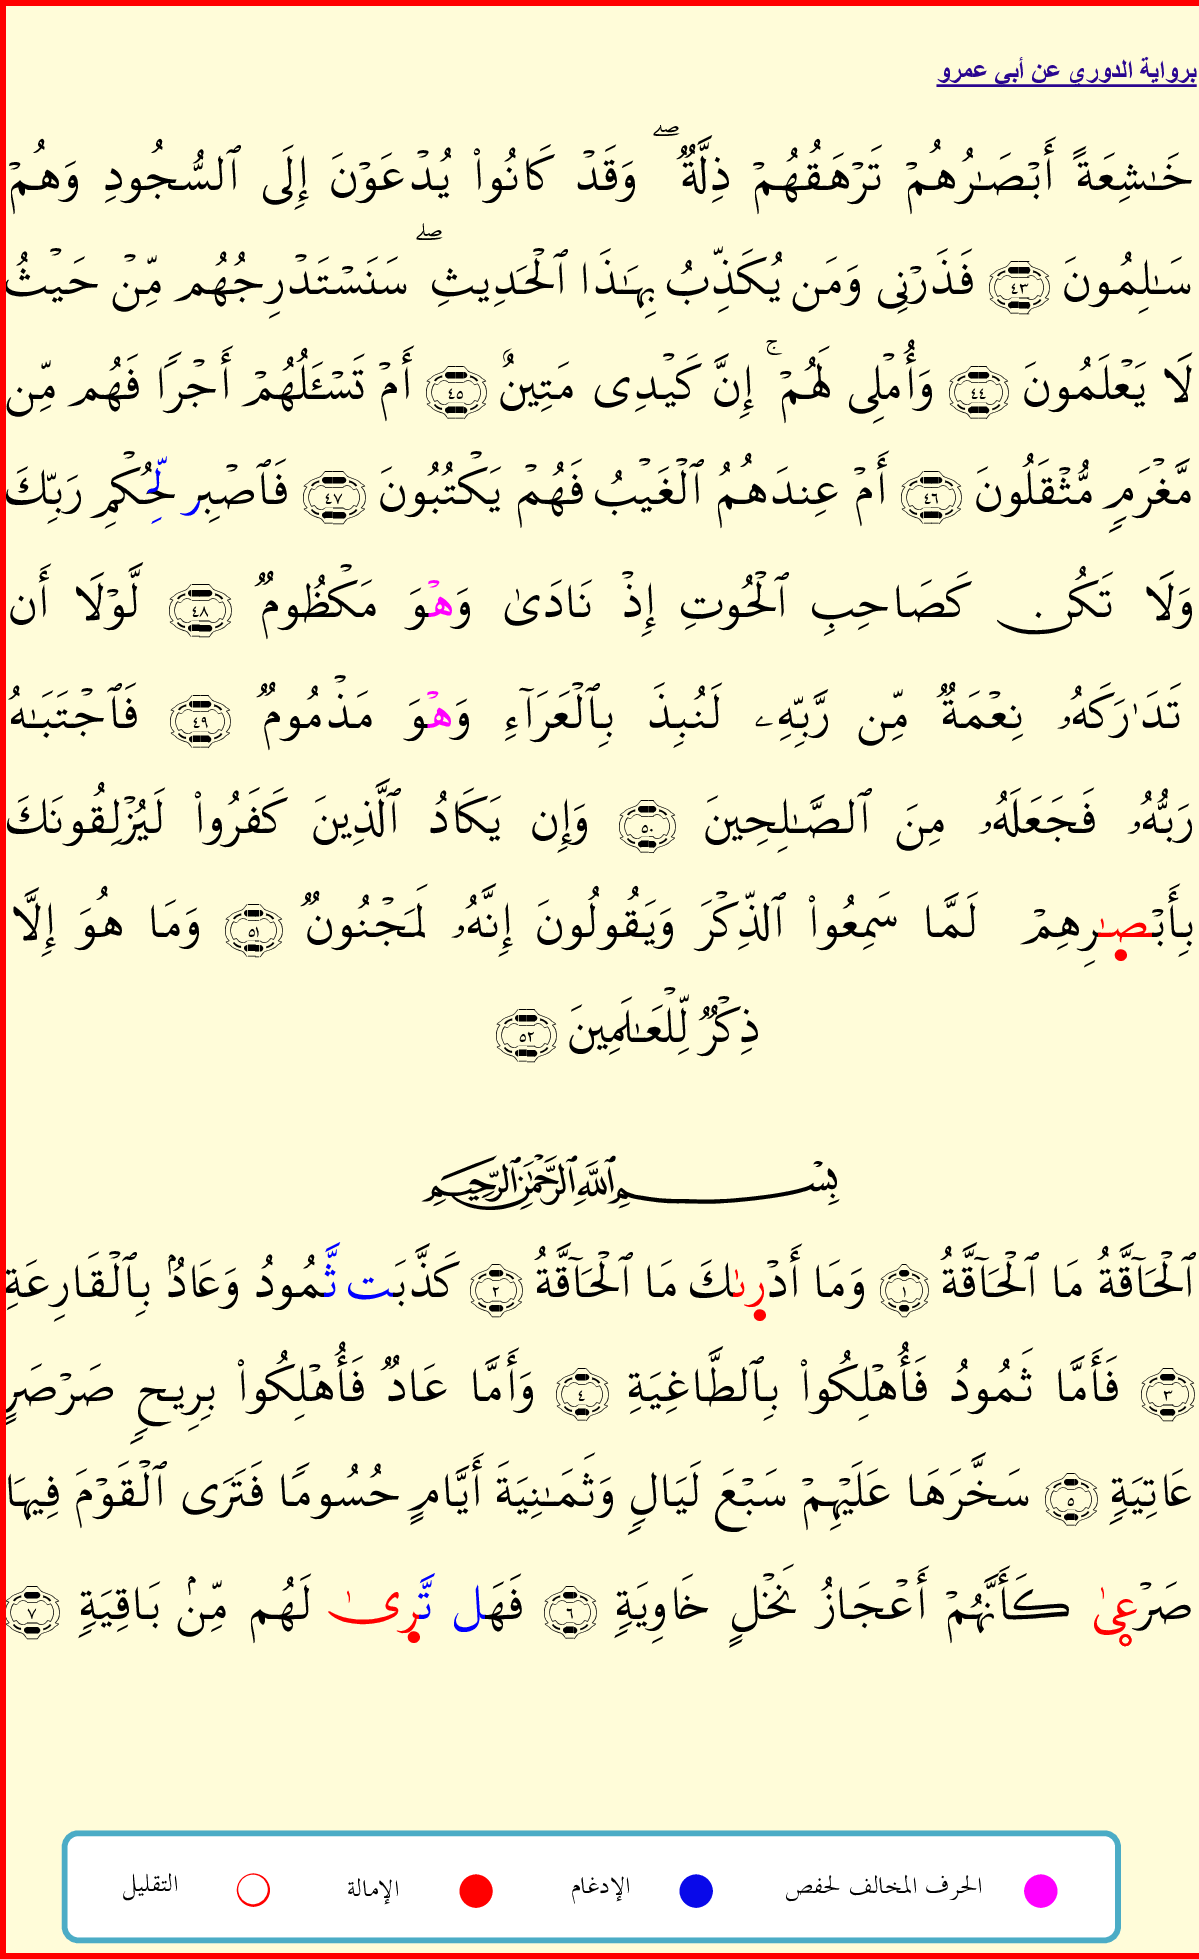 برواية الدوري عن أبي عمرو
خَٰشِعَةً أَبْصَٰرُهُمْ تَرْهَقُهُمْ ذِلَّةٌ ۖ وَقَدْ كَانُوا۟ يُدْعَوْنَ إِلَى ٱلسُّجُودِ وَهُمْ
سَٰلِمُونَ ٤٣ فَذَرْنِى وَمَن يُكَذِّبُ بِهَٰذَا ٱلْحَدِيثِ ۖ سَنَسْتَدْرِجُهُم مِّنْ حَيْثُ
لَا يَعْلَمُونَ ٤٤ وَأُمْلِى لَهُمْ ۚ إِنَّ كَيْدِى مَتِينٌ ٤٥ أَمْ تَسْـَٔلُهُمْ أَجْرًا فَهُم مِّن
مَّغْرَمٍ مُّثْقَلُونَ ٤٦ أَمْ عِندَهُمُ ٱلْغَيْبُ فَهُمْ يَكْتُبُونَ ٤٧ فَٱصْبِر لِّحُكْمِ رَبِّكَ
وَلَا تَكُن كَصَاحِبِ ٱلْحُوتِ إِذْ نَادَىٰ وَهْوَ مَكْظُومٌ ٤٨ لَّوْلَا أَن
تَدَٰرَكَهُۥ نِعْمَةٌ مِّن رَّبِّهِۦ لَنُبِذَ بِٱلْعَرَآءِ وَهْوَ مَذْمُومٌ ٤٩ فَٱجْتَبَٰهُ
رَبُّهُۥ فَجَعَلَهُۥ مِنَ ٱلصَّٰلِحِينَ ٥٠ وَإِن يَكَادُ ٱلَّذِينَ كَفَرُوا۟ لَيُزْلِقُونَكَ
بِأَبْصَٰرِهِمْ لَمَّا سَمِعُوا۟ ٱلذِّكْرَ وَيَقُولُونَ إِنَّهُۥ لَمَجْنُونٌ ٥١ وَمَا هُوَ إِلَّا
ذِكْرٌ لِّلْعَٰلَمِينَ ٥٢
بِسْمِ ٱللَّهِ ٱلرَّحْمَٰنِ ٱلرَّحِيمِ
ٱلْحَآقَّةُ مَا ٱلْحَآقَّةُ ١ وَمَا أَدْرِىٰكَ مَا ٱلْحَآقَّةُ ٢ كَذَّبَت ثَّمُودُ وَعَادٌۢ بِٱلْقَارِعَةِ
٣ فَأَمَّا ثَمُودُ فَأُهْلِكُوا۟ بِٱلطَّاغِيَةِ ٤ وَأَمَّا عَادٌ فَأُهْلِكُوا۟ بِرِيحٍ صَرْصَرٍ
عَاتِيَةٍ ٥ سَخَّرَهَا عَلَيْهِمْ سَبْعَ لَيَالٍ وَثَمَٰنِيَةَ أَيَّامٍ حُسُومًا فَتَرَى ٱلْقَوْمَ فِيهَا
صَرْعِىٰ كَأَنَّهُمْ أَعْجَازُ نَخْلٍ خَاوِيَةٍ ٦ فَهَل تَّرِىٰ لَهُم مِّنۢ بَاقِيَةٍ ٧
الحرف المخالف لحفص الإدغام الإمالة التقليل